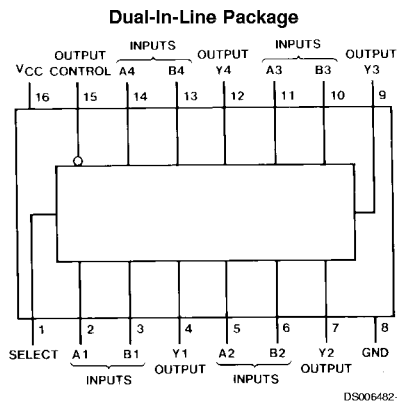 Dual-In-Line Package
OUTPUT INPUTS OUTPUT INPUTS OUTPUT
VCC CONTROL A4 B4 Y4 A3 B3 Y3
16 15 14 13 12 11 10 9
1 2 3 4 5 6 7 8
SELECT A1 B1 Y1 A2 B2 Y2 GND
INPUTS OUTPUT INPUTS OUTPUT
DS006482-